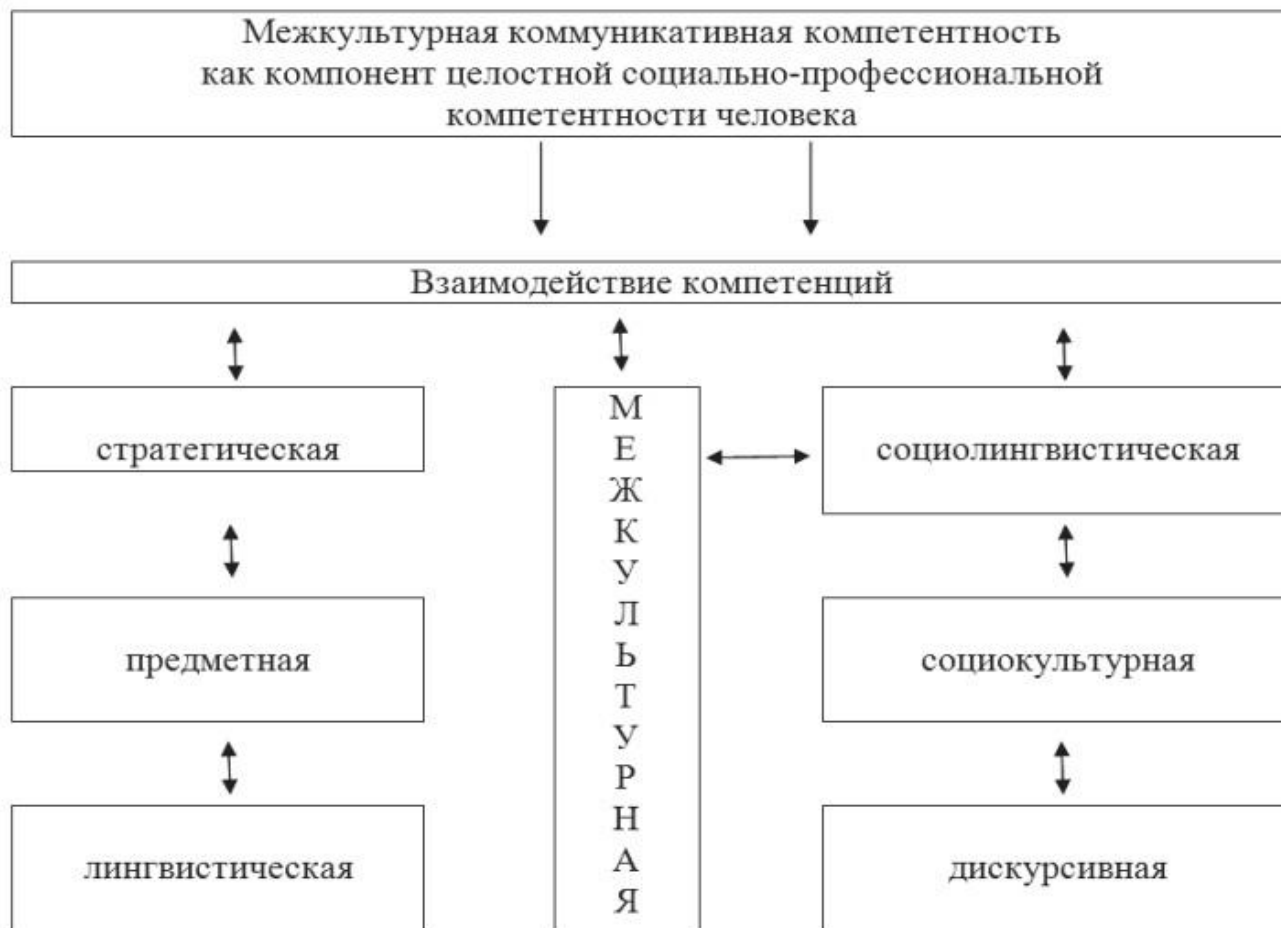 Межкультурная коммуникативная компетентность
как компонент целостной социально-профессиональной
компетентности человека
Взаимодействие компетенций
стратегическая
предметная
лингвистическая
М
Е
Ж
К
У
Л
Ь
Т
У
Р
Н
А
Я
социолингвистическая
социокультурная
дискурсивная